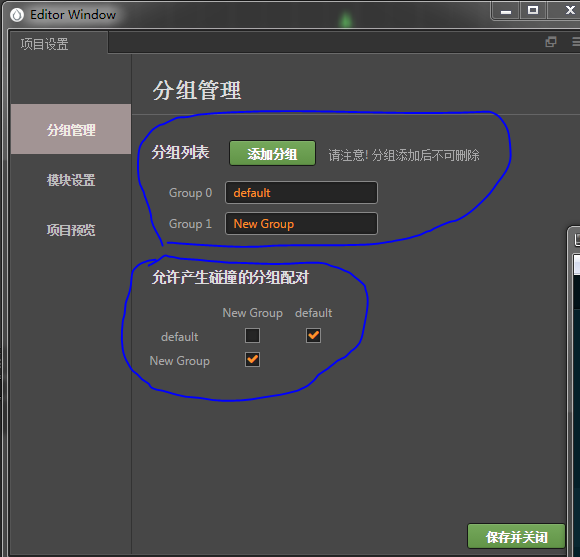 Editor Window
项目设置
分组管理
模块设置
项目预览
分组管理
分组列表 添加分组 请注意! 分组添加后不可删除
Group 0 default
Group 1 New Group
允许产生碰撞的分组配对
New Group default
default
New Group
保存并关闭